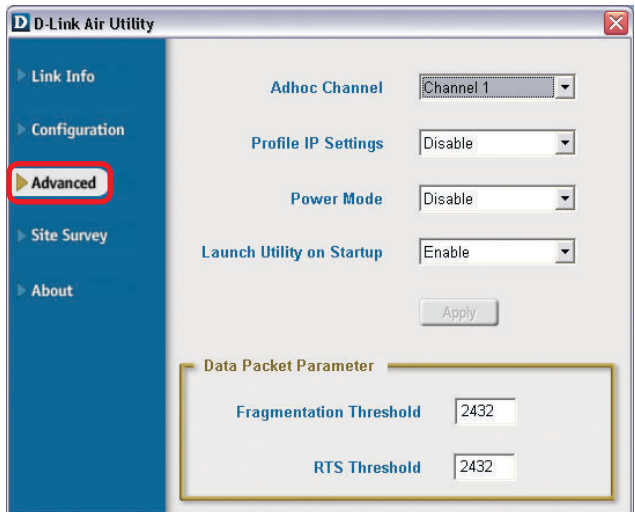 D D-Link Air Utility
Link Info
Configuration
Advanced
Site Survey
About
Adhoc Channel Channel 1
Profile IP Settings Disable
Power Mode Disable
Launch Utility on Startup Enable
Apply
Data Packet Parameter
Fragmentation Threshold 2432
RTS Threshold 2432